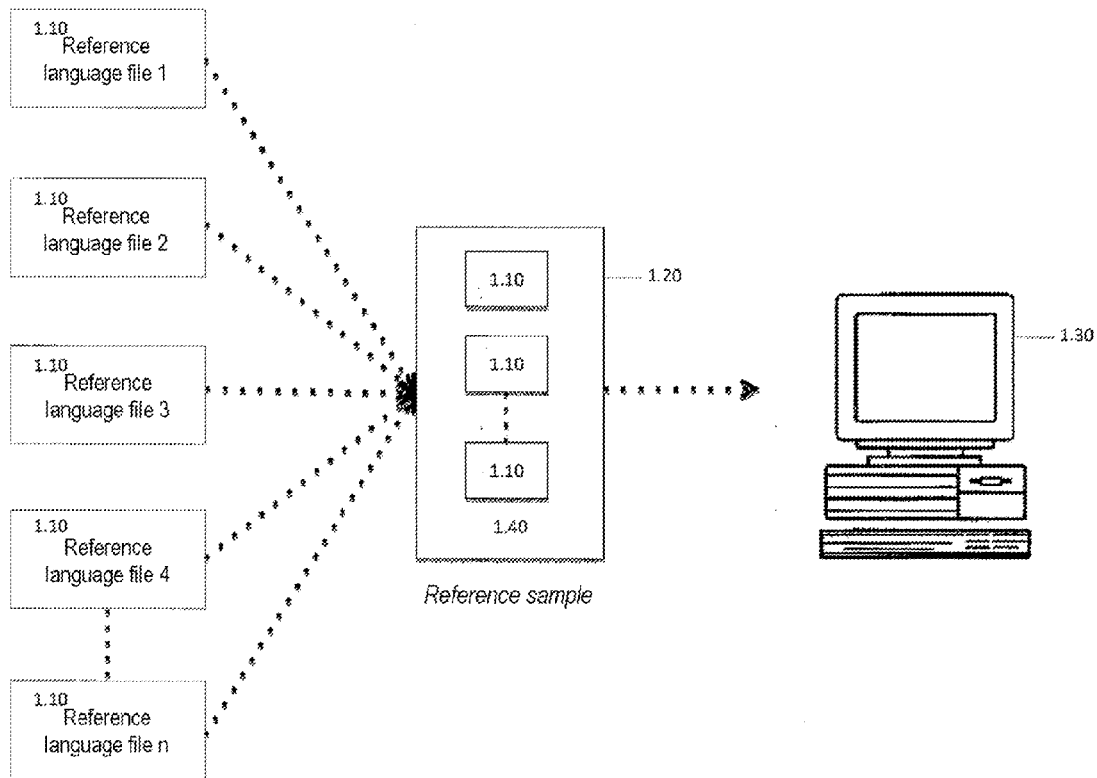 1.10
Reference
language file 1
1.10
Reference
language file 2
1.10
Reference
language file 3
1.10
Reference
language file 4
1.10
Reference
language file n
1.10
1.10
1.10
1.40
1.20
Reference sample
1.30